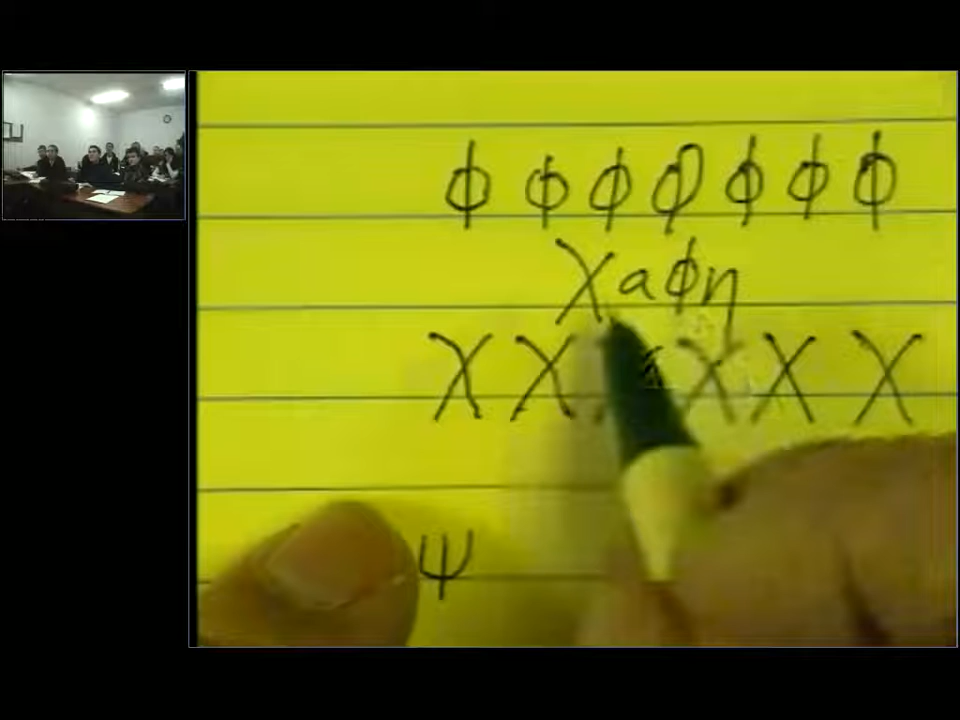 ϕ ϕ ϕ ϕ ϕ ϕ ϕ
χαϕη
χ χ χ χ χ χ
ψ